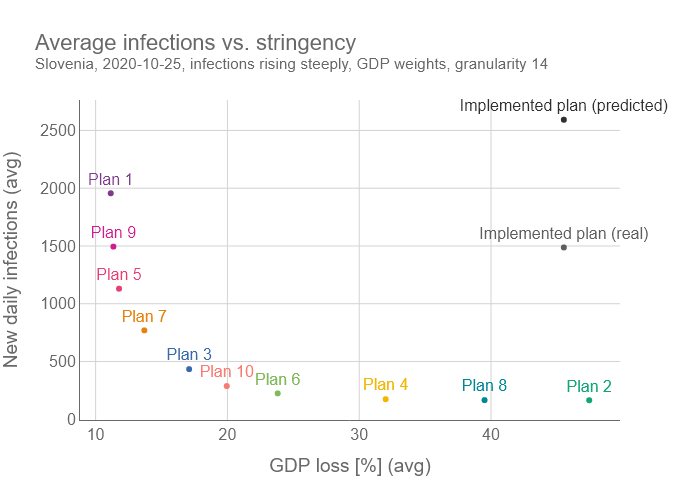 Average infections vs. stringency
Slovenia, 2020-10-25, infections rising steeply, GDP weights, granularity 14
Implemented plan (predicted)
2500
Plan 1
2000
Plan 9
Implemented plan (real)
1500
Plan 5
1000
Plan 7
Plan 3
500
Plan 10
Plan 6
Plan 4
Plan 8
Plan 2
0
10
20
30
40
New daily infections (avg)
GDP loss [%] (avg)